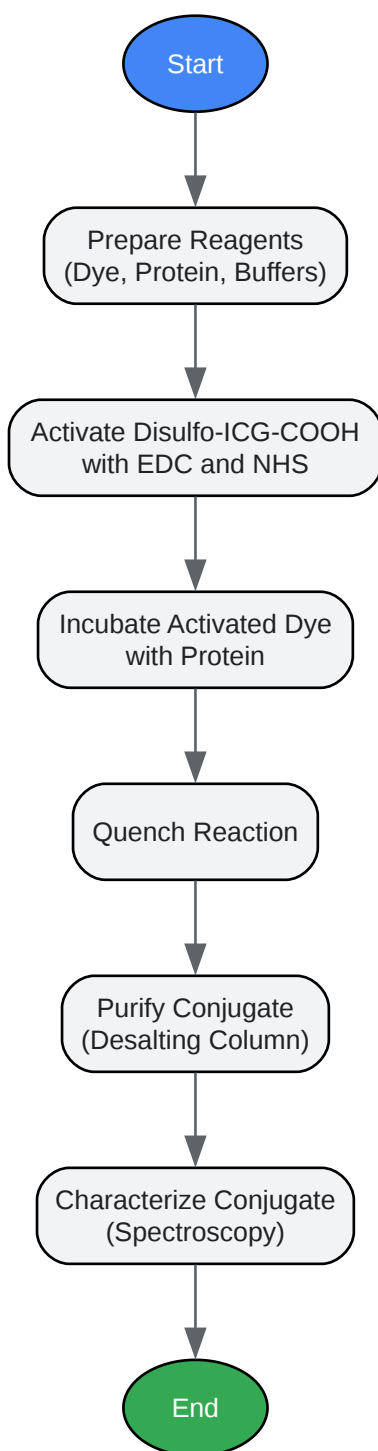 Start
Prepare Reagents
(Dye, Protein, Buffers)
Activate Disulfo-ICG-COOH
with EDC and NHS
Incubate Activated Dye
with Protein
Quench Reaction
Purify Conjugate
(Desalting Column)
Characterize Conjugate
(Spectroscopy)
End